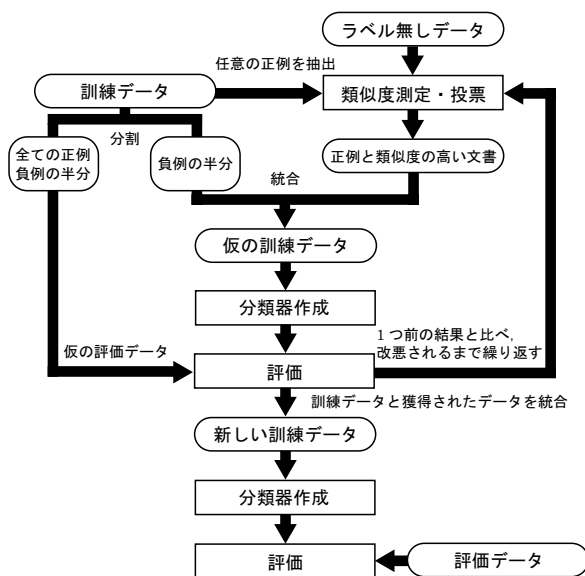 ラベル無しデータ
任意の正例を抽出
訓練データ
類似度測定・投票
分割
全ての正例
負例の半分
負例の半分
正例と類似度の高い文書
統合
仮の訓練データ
分類器作成
1つ前の結果と比べ,
改悪されるまで繰り返す
仮の評価データ
評価
訓練データと獲得されたデータを統合
新しい訓練データ
分類器作成
評価
評価データ